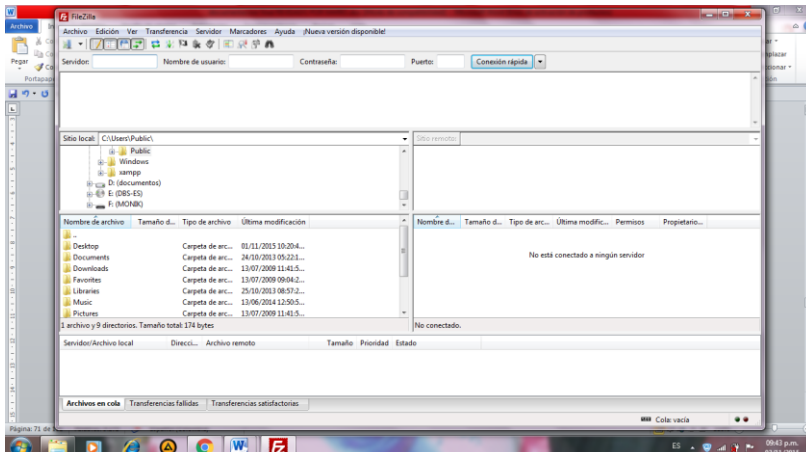 FileZilla
Archivo
Archivo Edición Ver Transferencia Servidor Marcadores Ayuda ¡Nueva versión disponible!
Pegar
Portapap
Servidor: Nombre de usuario: Contraseña: Puerto: Conexión rápida
Sitio local: C:\Users\Public\
Sitio remoto:
Public
Windows
xampp
D: (documentos)
E: (DBS-ES)
F: (MONIK)
Nombre de archivo Tamaño d... Tipo de archivo Última modificación
..
Desktop Carpeta de arc... 01/11/2015 10:20:4...
Documents Carpeta de arc... 24/10/2013 05:22:1...
Downloads Carpeta de arc... 13/07/2009 11:41:5...
Favorites Carpeta de arc... 13/07/2009 09:04:2...
Libraries Carpeta de arc... 25/10/2013 08:57:2...
Music Carpeta de arc... 13/06/2014 12:50:5...
Pictures Carpeta de arc... 13/07/2009 11:41:5...
1 archivo y 9 directorios. Tamaño total: 174 bytes
Nombre d... Tamaño d... Tipo de arc... Última modific... Permisos Propietario...
No está conectado a ningún servidor
No conectado.
Servidor/Archivo local Direcci... Archivo remoto Tamaño Prioridad Estado
Archivos en cola Transferencias fallidas Transferencias satisfactorias
Cola: vacía
Página: 71 de
ES
09:43 p.m.